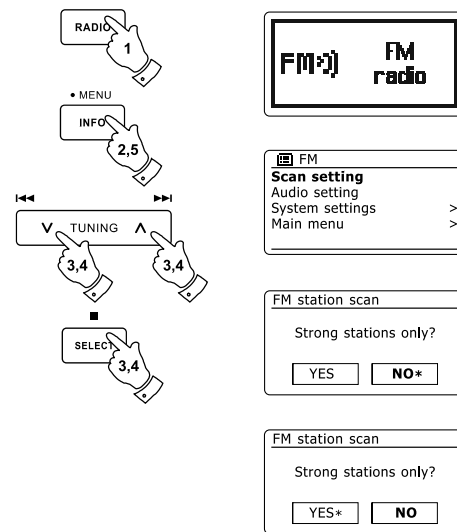 RADIO
1
• MENU
INFO
2,5
TUNING
3,4
3,4
SELECT
3,4
FM
FM
radio
FM
Scan setting
Audio setting
System settings >
Main menu >
FM station scan
Strong stations only?
YES NO*
FM station scan
Strong stations only?
YES* NO